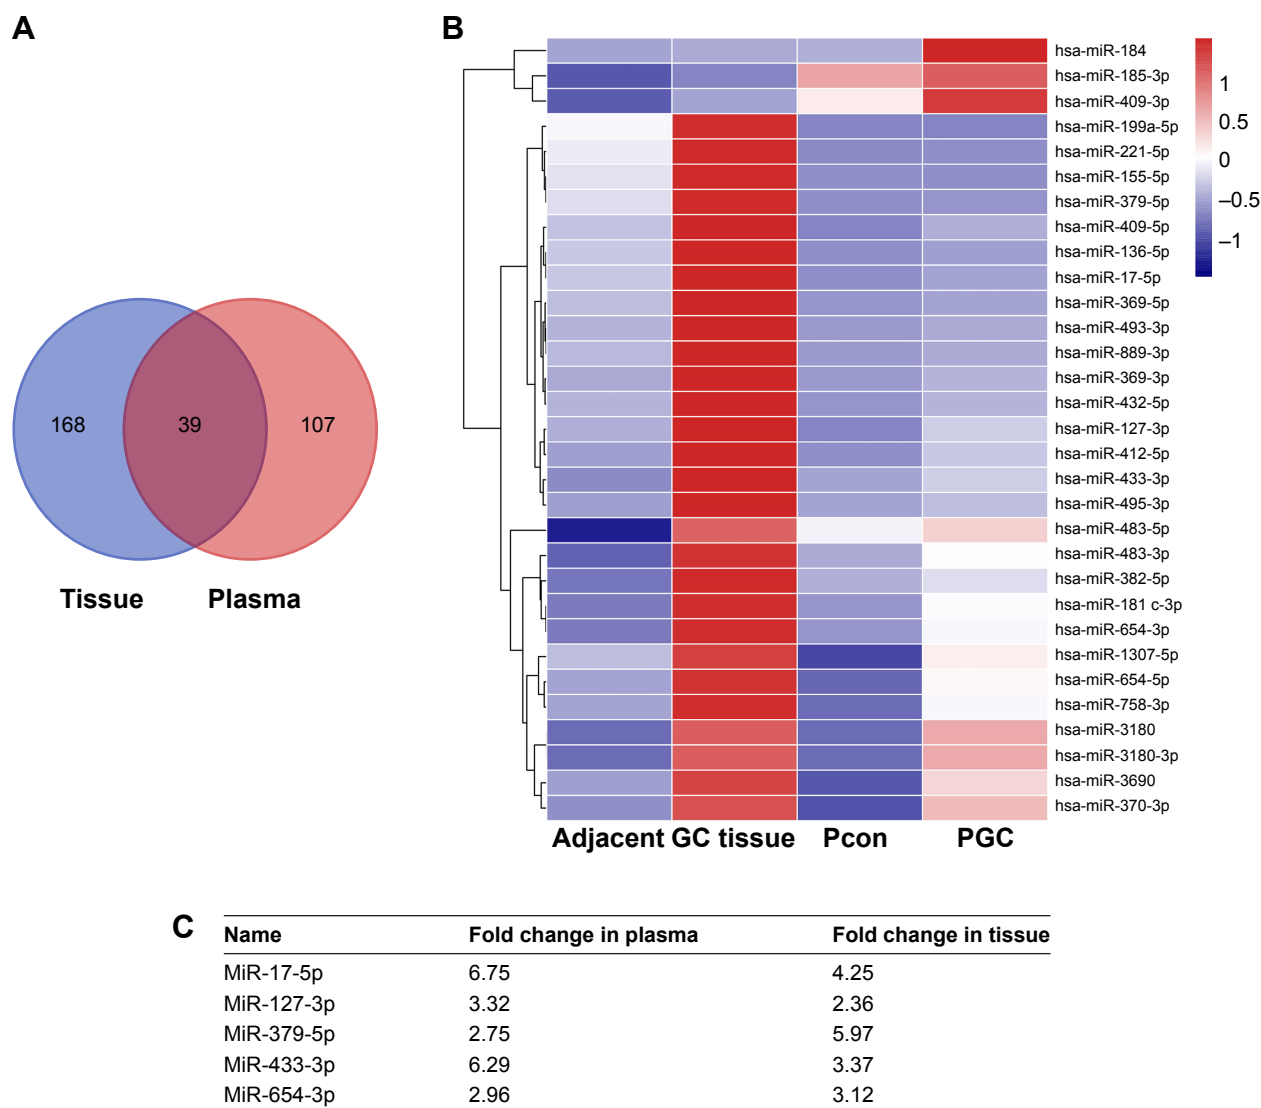 A
B
168
39
107
Tissue
Plasma
hsa-miR-184
hsa-miR-185-3p
hsa-miR-409-3p
hsa-miR-199a-5p
hsa-miR-221-5p
hsa-miR-155-5p
hsa-miR-379-5p
hsa-miR-409-5p
hsa-miR-136-5p
hsa-miR-17-5p
hsa-miR-369-5p
hsa-miR-493-3p
hsa-miR-889-3p
hsa-miR-369-3p
hsa-miR-432-5p
hsa-miR-127-3p
hsa-miR-412-5p
hsa-miR-433-3p
hsa-miR-495-3p
hsa-miR-483-5p
hsa-miR-483-3p
hsa-miR-382-5p
hsa-miR-181 c-3p
hsa-miR-654-3p
hsa-miR-1307-5p
hsa-miR-654-5p
hsa-miR-758-3p
hsa-miR-3180
hsa-miR-3180-3p
hsa-miR-3690
hsa-miR-370-3p
1
0.5
0
–0.5
–1
Adjacent GC tissue Pcon PGC
C
Name Fold change in plasma Fold change in tissue
MiR-17-5p 6.75 4.25
MiR-127-3p 3.32 2.36
MiR-379-5p 2.75 5.97
MiR-433-3p 6.29 3.37
MiR-654-3p 2.96 3.12